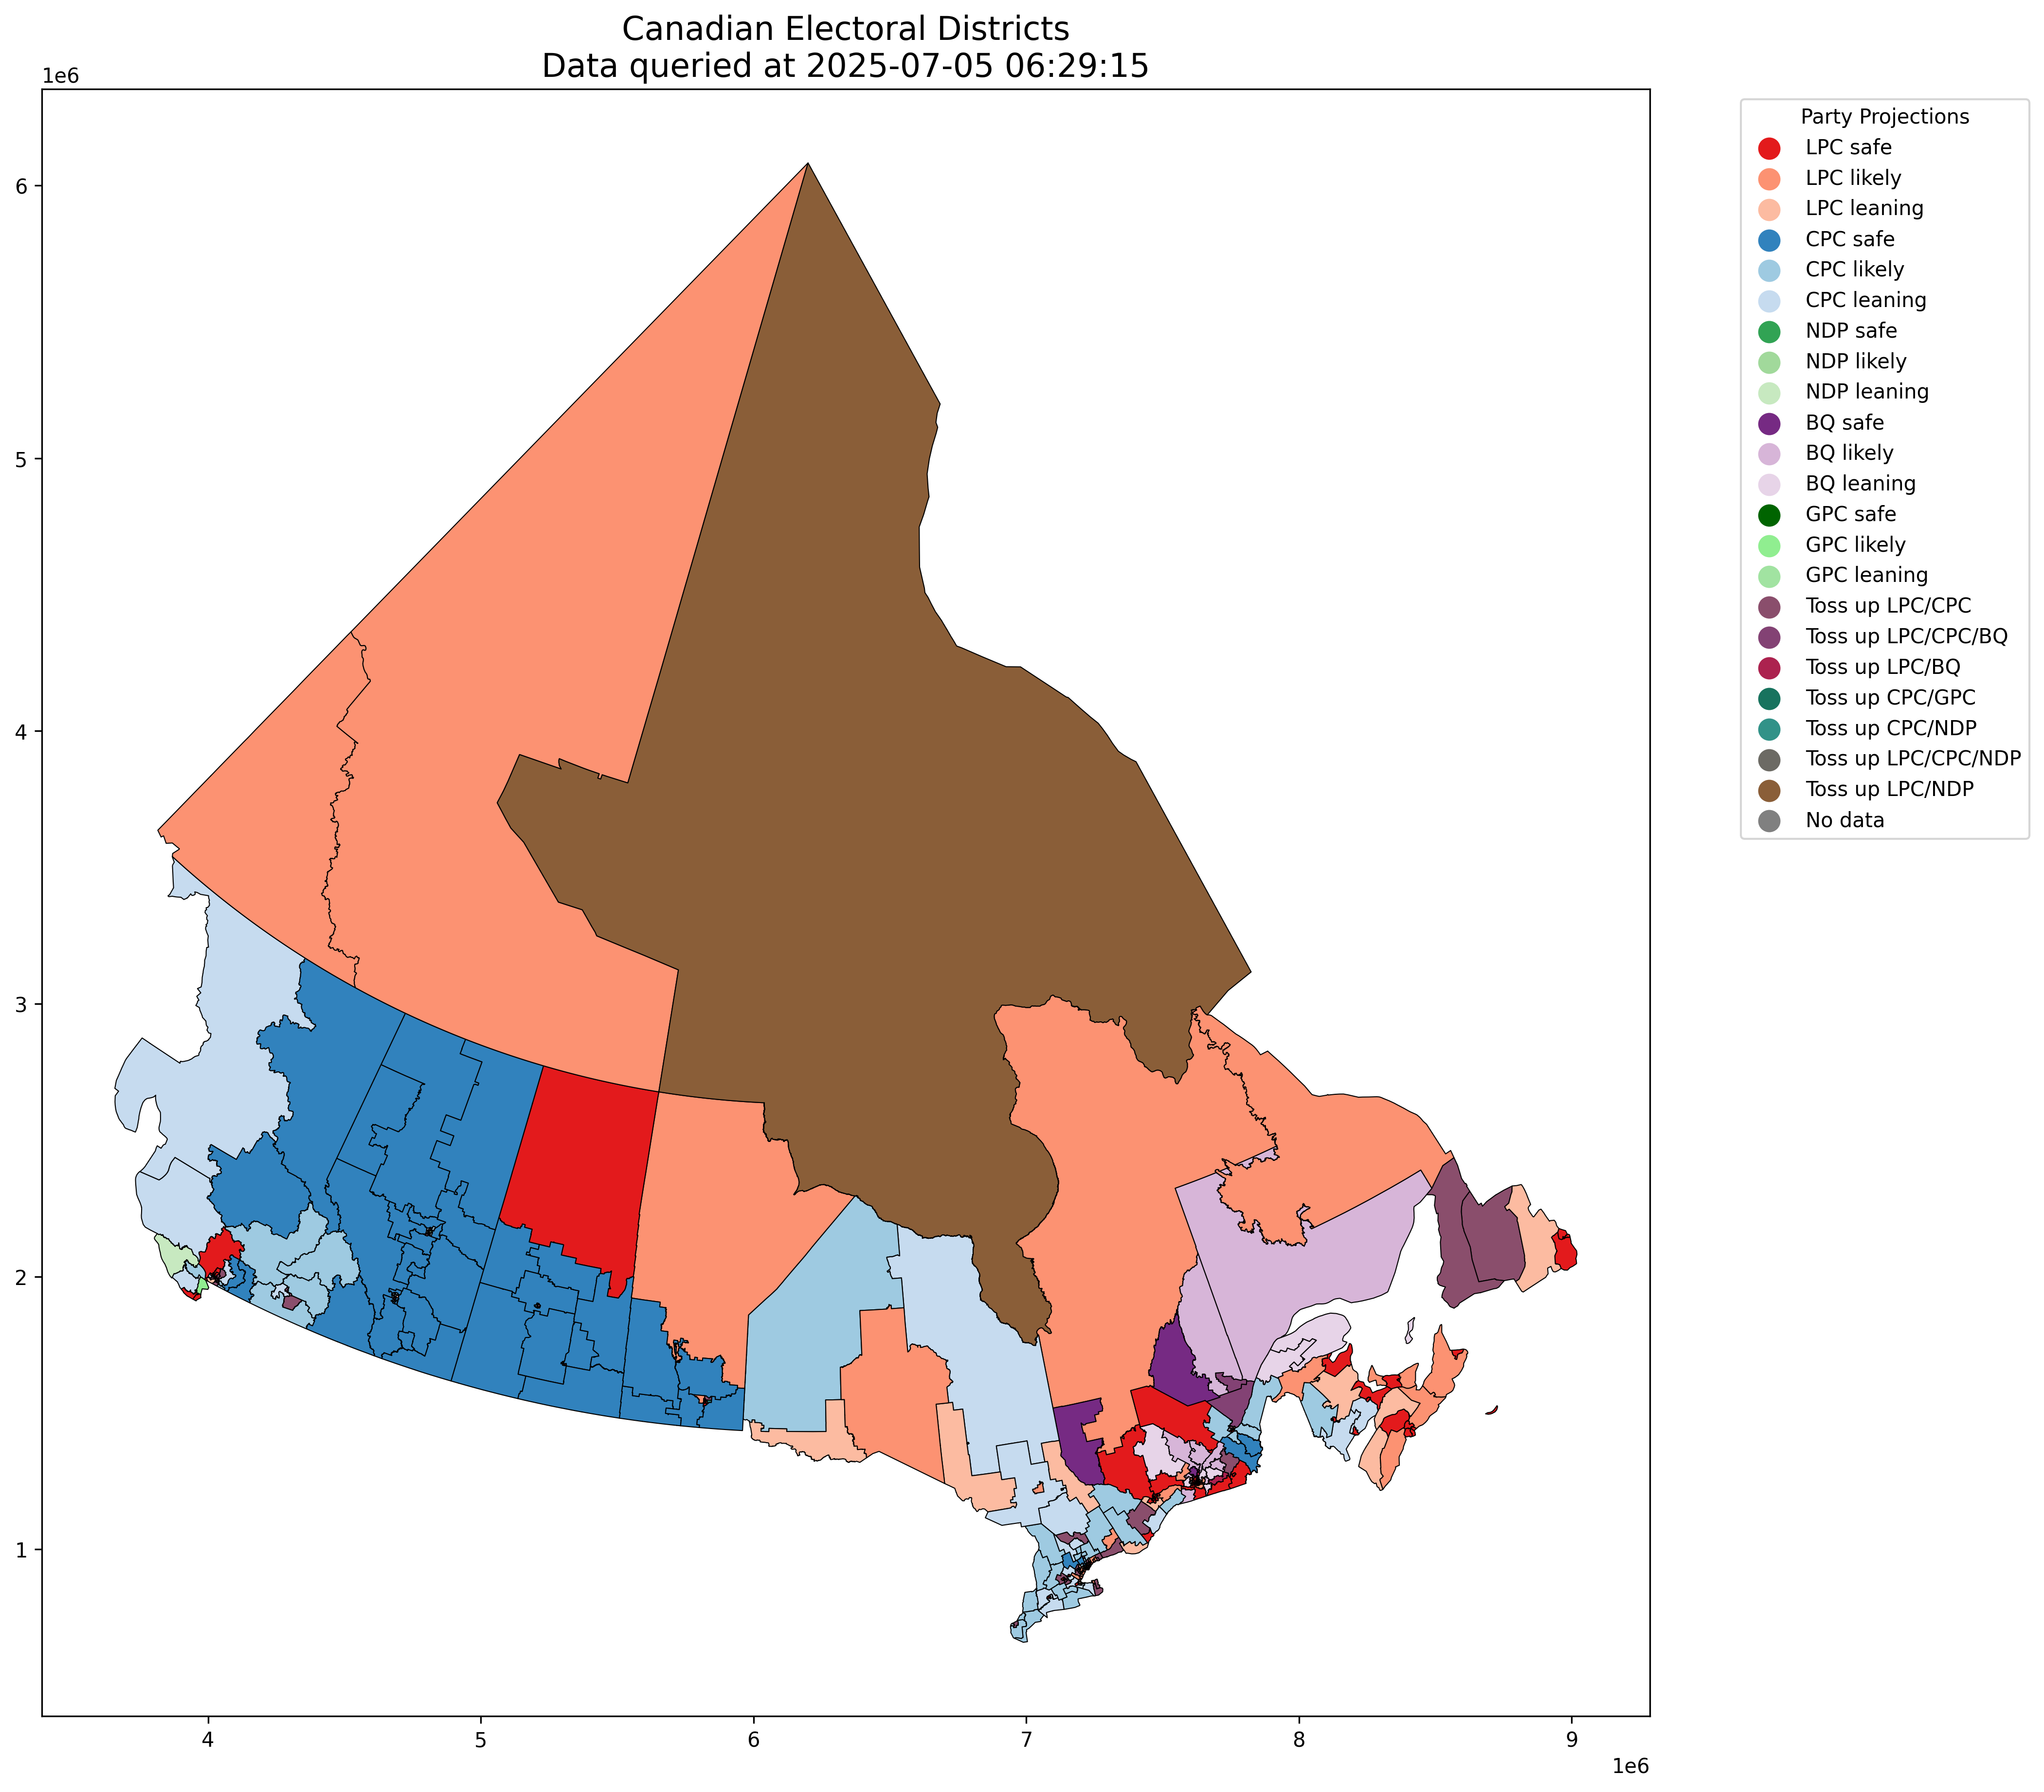 Canadian Electoral Districts
Data queried at 2025-07-05 06:29:15
1e6
6
5
4
3
2
1
4
5
6
7
8
9
1e6
Party Projections
LPC safe
LPC likely
LPC leaning
CPC safe
CPC likely
CPC leaning
NDP safe
NDP likely
NDP leaning
BQ safe
BQ likely
BQ leaning
GPC safe
GPC likely
GPC leaning
Toss up LPC/CPC
Toss up LPC/CPC/BQ
Toss up LPC/BQ
Toss up CPC/GPC
Toss up CPC/NDP
Toss up LPC/CPC/NDP
Toss up LPC/NDP
No data